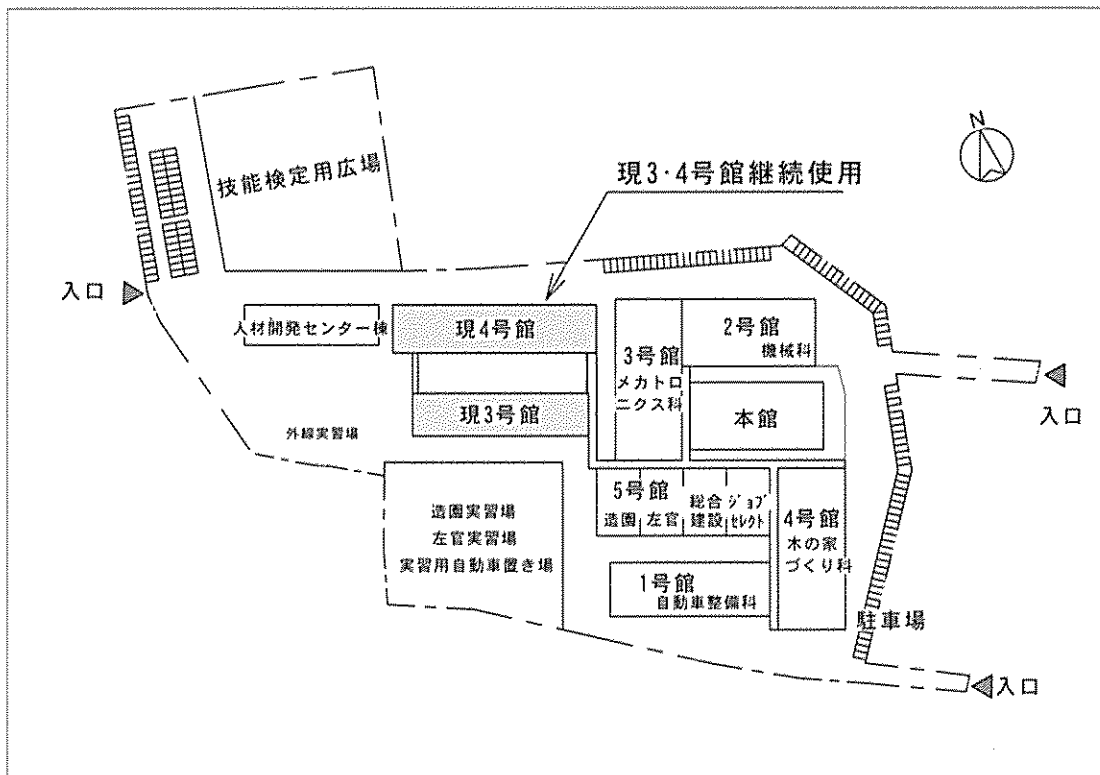 N
技能検定用広場
現3・4号館継続使用
入口
人材開発センター棟
現4号館
2号館
機械科
3号館
メカトロ
ニクス科
現3号館
本館
入口
外線実習場
5号館
造園
左官
総合
建設
ジョブ
セレクト
4号館
木の家
づくり科
造園実習場
左官実習場
実習用自動車置き場
1号館
自動車整備科
駐車場
入口